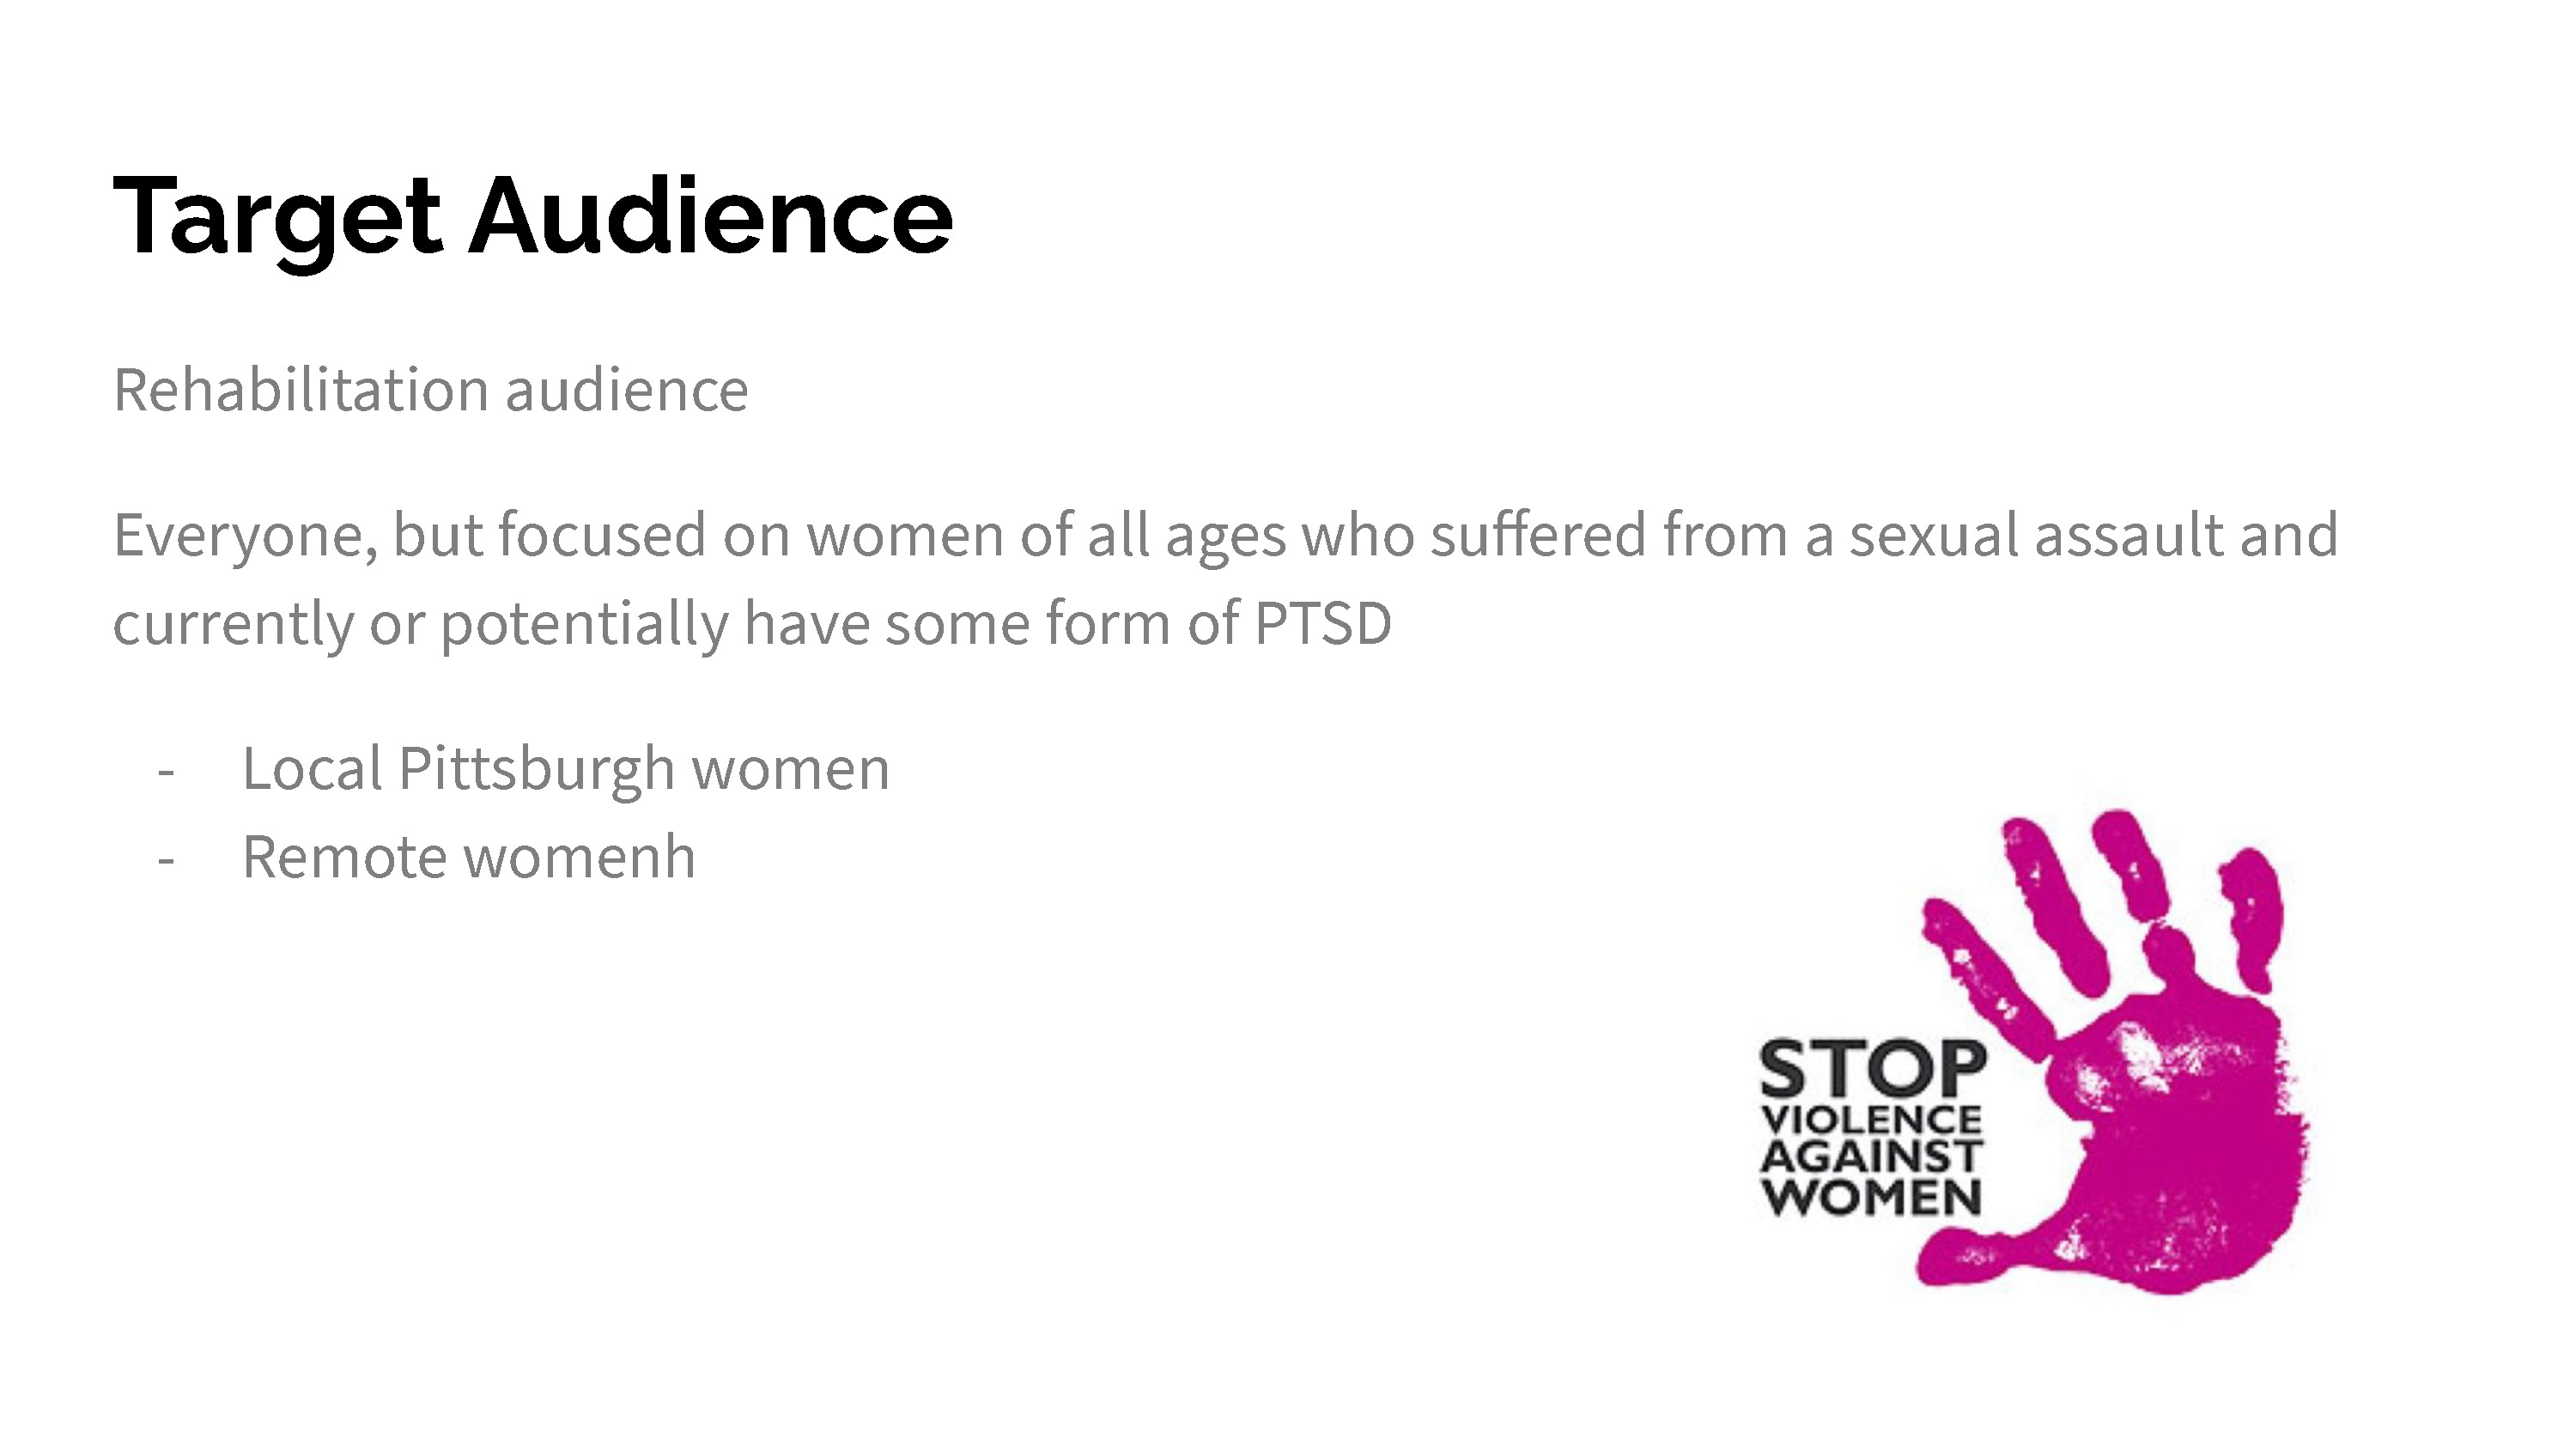 Target Audience
Rehabilitation audience
Everyone, but focused on women of all ages who suffered from a sexual assault and
currently or potentially have some form of PTSD
- Local Pittsburgh women
- Remote womenh
STOP
VIOLENCE
AGAINST
WOMEN